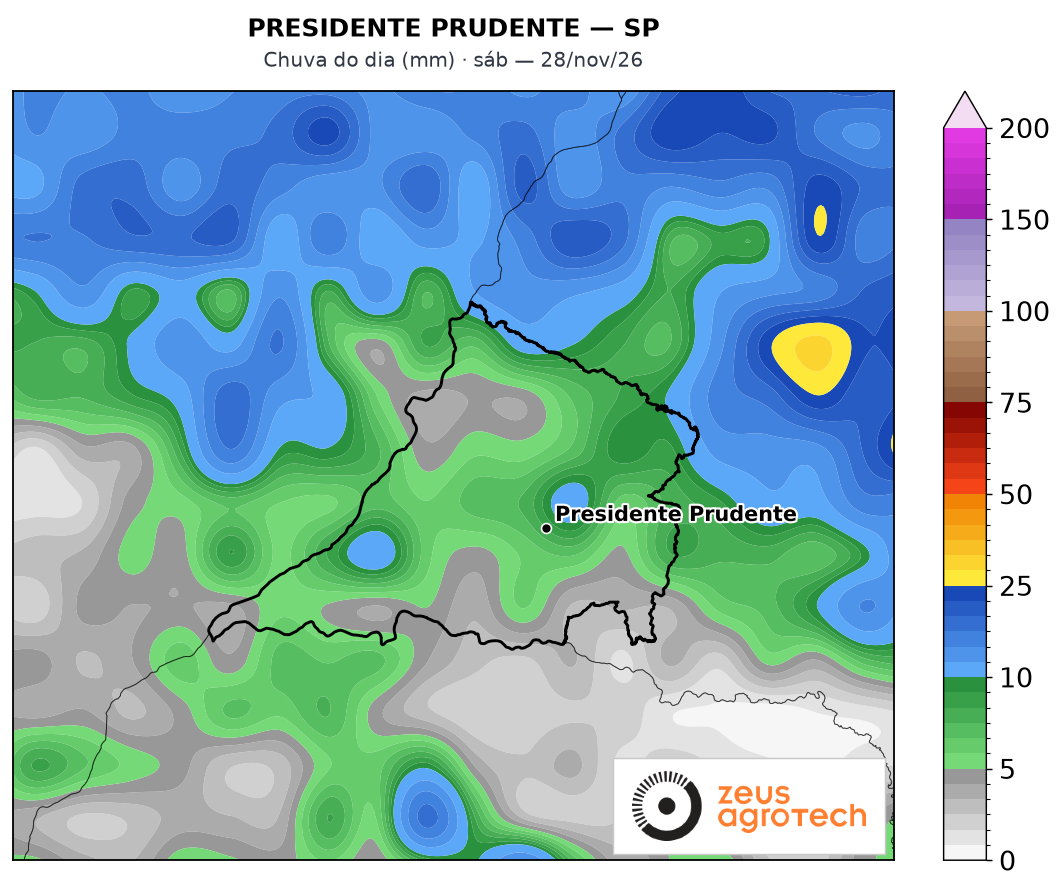 PRESIDENTE PRUDENTE — SP
Chuva do dia (mm) · sáb — 28/nov/26
200
150
100
75
50
25
10
5
0
Presidente Prudente
zeus
agrotech